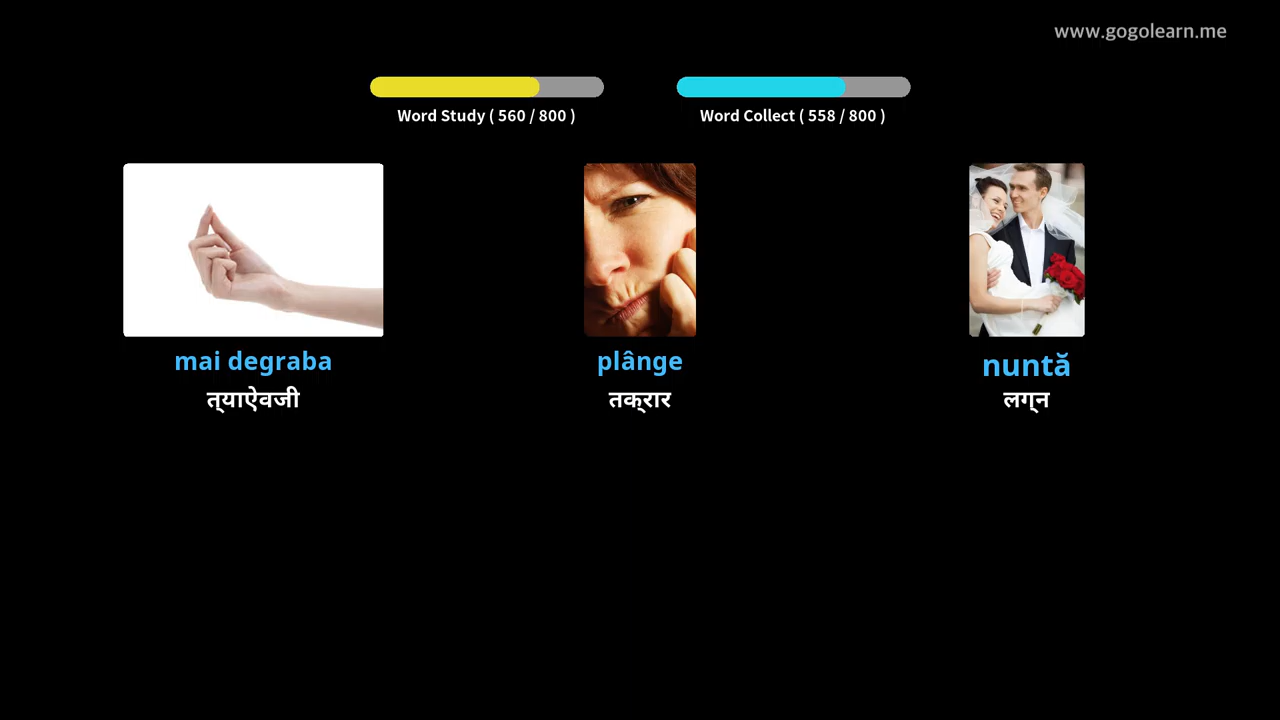 www.gogolearn.me
Word Study ( 560 / 800 )
Word Collect ( 558 / 800 )
mai degraba
त्याऐवजी
plânge
तक्रार
nuntă
लग्न